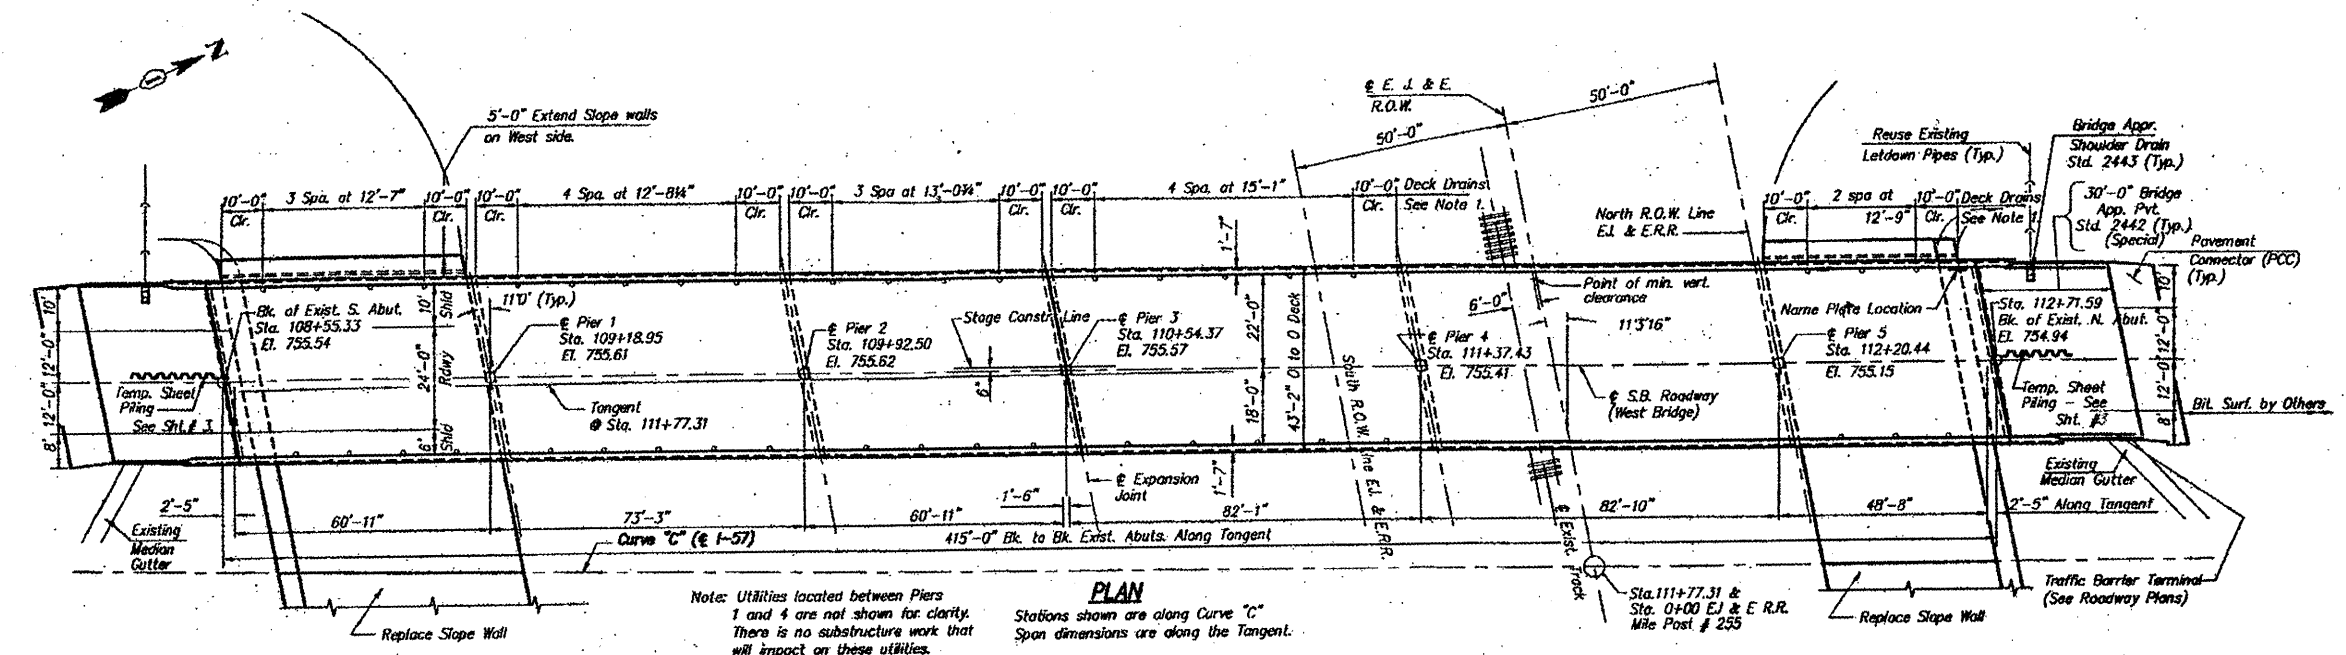 N
5'-0" Extend Slope walls
on West side.
℄ E. J. & E.
R.O.W.
50'-0"
50'-0"
Reuse Existing
Letdown Pipes (Typ.)
Bridge Appr.
Shoulder Drain
Std. 2443 (Typ.)
30'-0" Bridge
App. Pvt.
Std. 2442 (Typ.)
(Special)
Pavement
Connector (PCC)
(Typ.)
10'-0"
Clr.
3 Spa. at 12'-7"
10'-0"
Clr.
10'-0"
Clr.
4 Spa. at 12'-8¼"
10'-0"
Clr.
10'-0"
Clr.
3 Spa at 13'-0¾"
10'-0"
Clr.
10'-0"
Clr.
4 Spa. at 15'-1"
10'-0"
Clr.
Deck Drains
See Note 1.
1'-7"
North R.O.W. Line
E.J. & E.R.R.
10'-0"
Clr.
2 spa at
12'-9"
10'-0"
Clr.
Deck Drains
See Note 1.
10'
12'-0"
12'-0"
8'
Bk. of Exist. S. Abut.
Sta. 108+55.33
El. 755.54
Temp. Sheet
Piling
See Sht. # 3
10'
Shld
24'-0"
Rdwy
6'
Shld
11'0' (Typ.)
℄ Pier 1
Sta. 109+18.95
El. 755.61
Tangent
@ Sta. 111+77.31
℄ Pier 2
Sta. 109+92.50
El. 755.62
Stage Constr. Line
6"
℄ Pier 3
Sta. 110+54.37
El. 755.57
22'-0"
18'-0"
43'-2" O to O Deck
1'-7"
South R.O.W. Line E.J. & E.R.R.
℄ Pier 4
Sta. 111+37.43
El. 755.41
6'-0"
Point of min. vert.
clearance
11°3'16"
℄ S.B. Roadway
(West Bridge)
Name Plate Location
℄ Pier 5
Sta. 112+20.44
El. 755.15
Sta. 112+71.59
Bk. of Exist. N. Abut.
El. 754.94
Temp. Sheet
Piling - See
Sht. #3
10'
12'-0"
12'-0"
8'
Bit. Surf. by Others
Existing
Median Gutter
2'-5"
60'-11"
73'-3"
60'-11"
1'-6"
℄ Expansion
Joint
82'-1"
82'-10"
48'-8"
2'-5" Along Tangent
Existing
Median
Gutter
Curve "C" (℄ I-57)
415'-0" Bk. to Bk. Exist. Abuts. Along Tangent
℄ Exist. Track
Replace Slope Wall
Note: Utilities located between Piers
1 and 4 are not shown for clarity.
There is no substructure work that
will impact on these utilities.
PLAN
Stations shown are along Curve "C"
Span dimensions are along the Tangent.
Sta.111+77.31 &
Sta. 0+00 EJ & E R.R.
Mile Post # 255
Replace Slope Wall
Traffic Barrier Terminal
(See Roadway Plans)